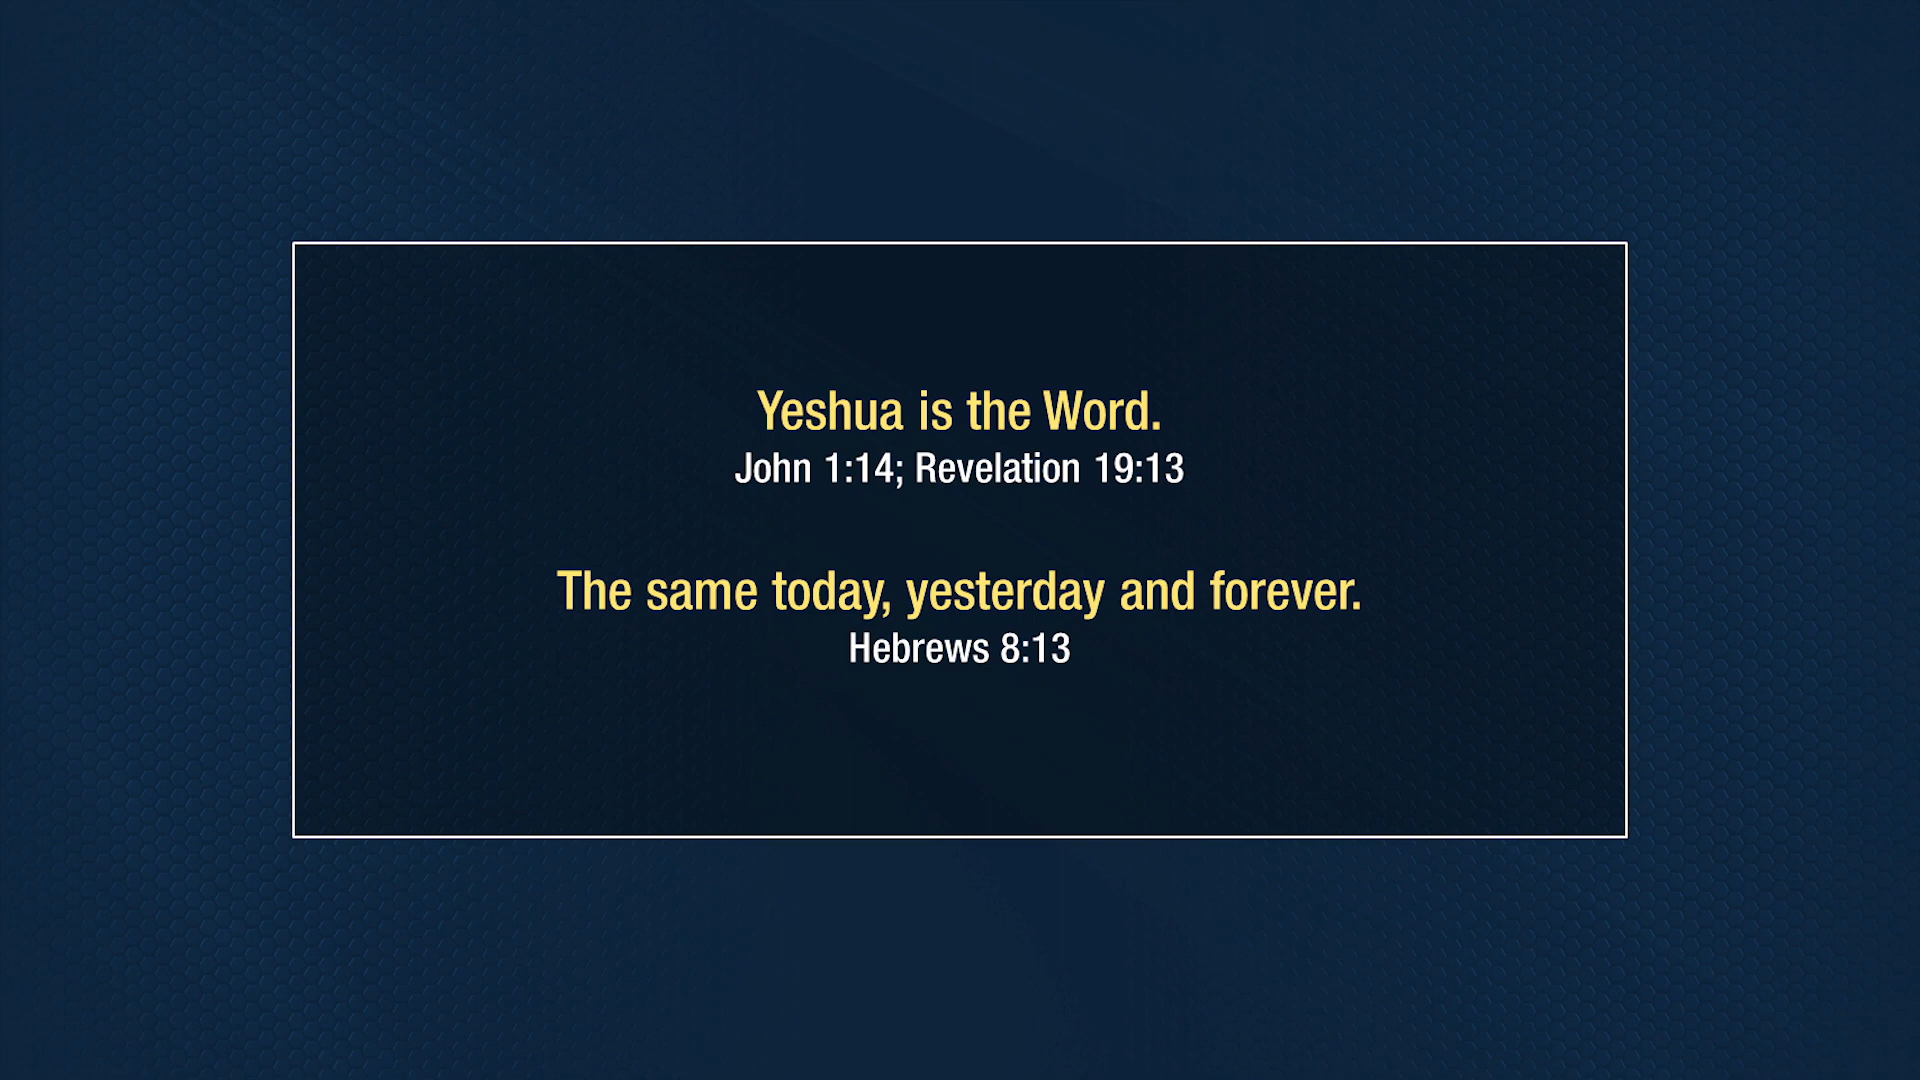 Yeshua is the Word.
John 1:14; Revelation 19:13
The same today, yesterday and forever.
Hebrews 8:13